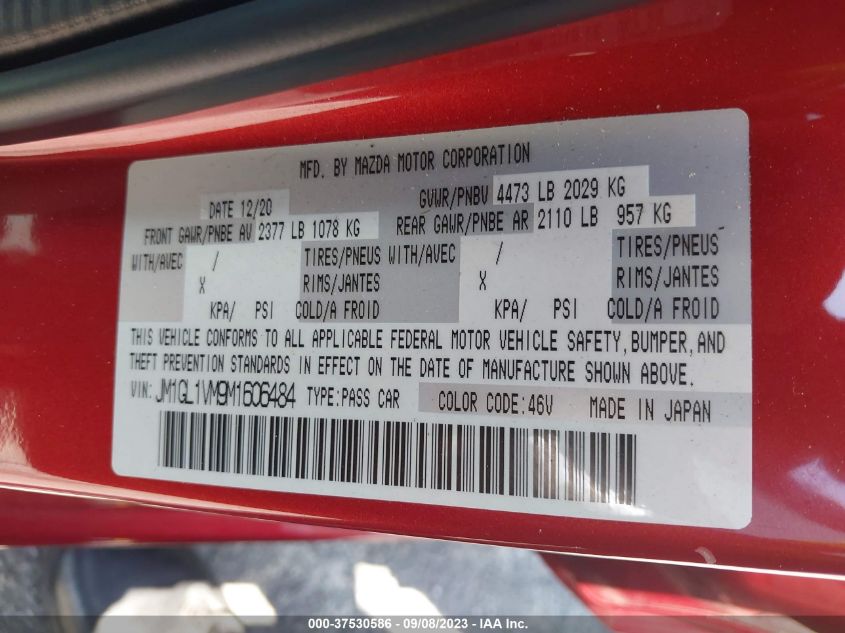 MFD. BY MAZDA MOTOR CORPORATION
DATE 12/20 GVWR/PNBV 4473 LB 2029 KG
FRONT GAWR/PNBE AV 2377 LB 1078 KG REAR GAWR/PNBE AR 2110 LB 957 KG
WITH/AVEC / TIRES/PNEUS WITH/AVEC / TIRES/PNEUS
X RIMS/JANTES X RIMS/JANTES
KPA/ PSI COLD/A FROID KPA/ PSI COLD/A FROID
THIS VEHICLE CONFORMS TO ALL APPLICABLE FEDERAL MOTOR VEHICLE SAFETY, BUMPER, AND
THEFT PREVENTION STANDARDS IN EFFECT ON THE DATE OF MANUFACTURE SHOWN ABOVE.
VIN: JM1GL1VM9M1606484 TYPE: PASS CAR COLOR CODE: 46V MADE IN JAPAN
000-37530586 - 09/08/2023 - 1VM9M1606484 - I